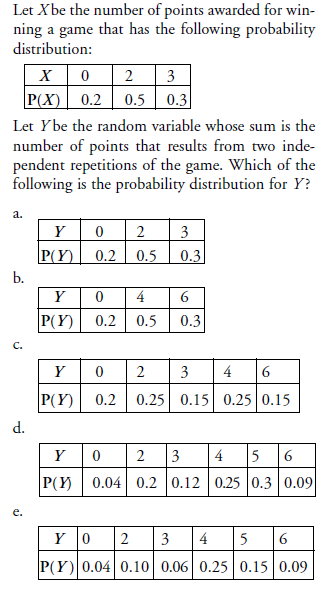 Let X be the number of points awarded for win-
ning a game that has the following probability
distribution:
X 0 2 3
P(X) 0.2 0.5 0.3
Let Y be the random variable whose sum is the
number of points that results from two inde-
pendent repetitions of the game. Which of the
following is the probability distribution for Y?
a.
Y 0 2 3
P(Y) 0.2 0.5 0.3
b.
Y 0 4 6
P(Y) 0.2 0.5 0.3
c.
Y 0 2 3 4 6
P(Y) 0.2 0.25 0.15 0.25 0.15
d.
Y 0 2 3 4 5 6
P(Y) 0.04 0.2 0.12 0.25 0.3 0.09
e.
Y 0 2 3 4 5 6
P(Y) 0.04 0.10 0.06 0.25 0.15 0.09